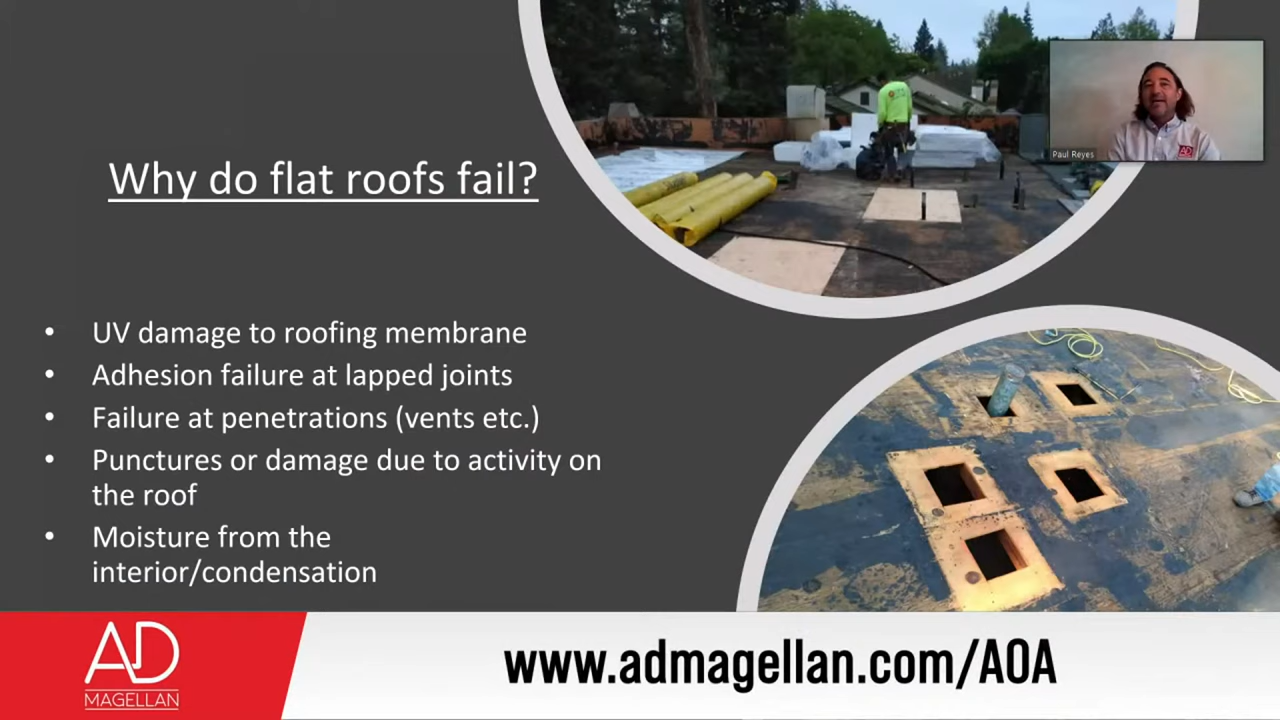 Why do flat roofs fail?
Paul Reyes
• UV damage to roofing membrane
• Adhesion failure at lapped joints
• Failure at penetrations (vents etc.)
• Punctures or damage due to activity on
the roof
• Moisture from the
interior/condensation
AD
MAGELLAN
www.admagellan.com/AOA